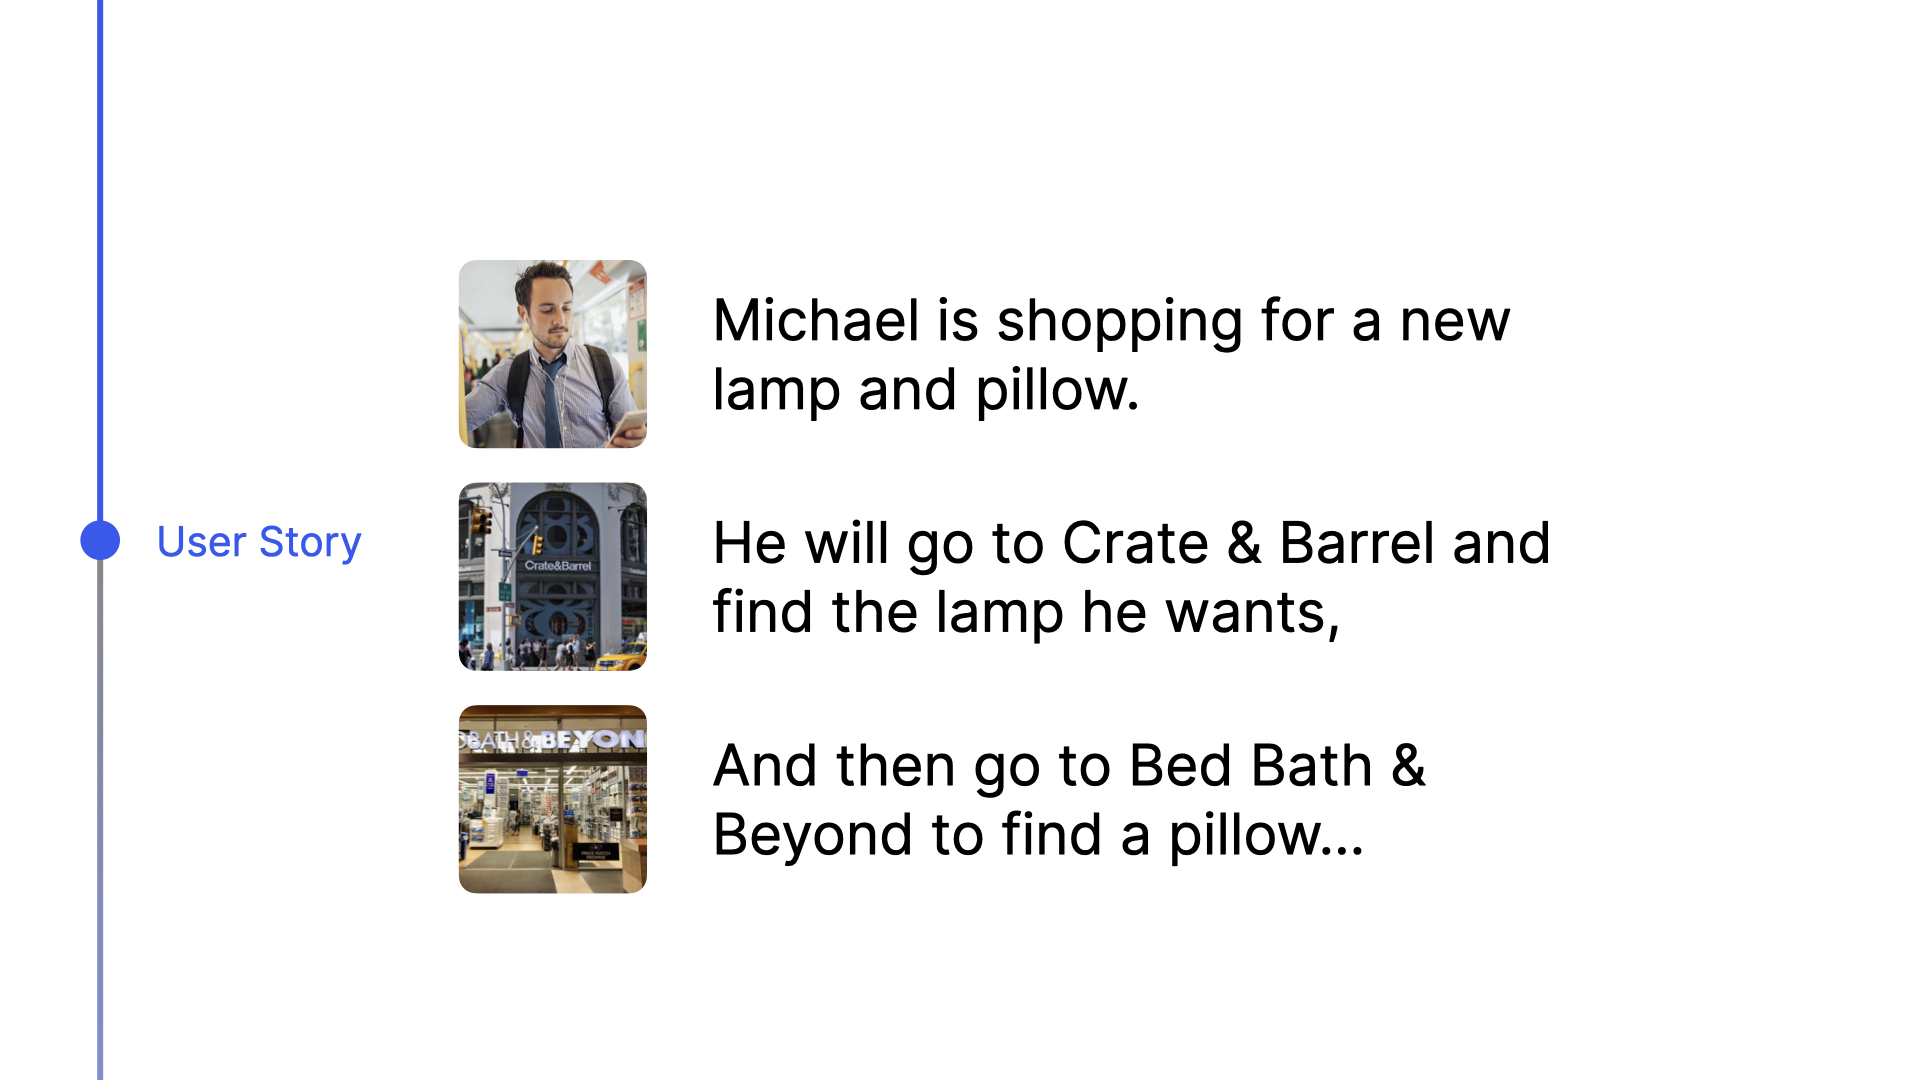 User Story
Michael is shopping for a new
lamp and pillow.
Crate&Barrel
He will go to Crate & Barrel and
find the lamp he wants,
BATH & BEYON
And then go to Bed Bath &
Beyond to find a pillow...